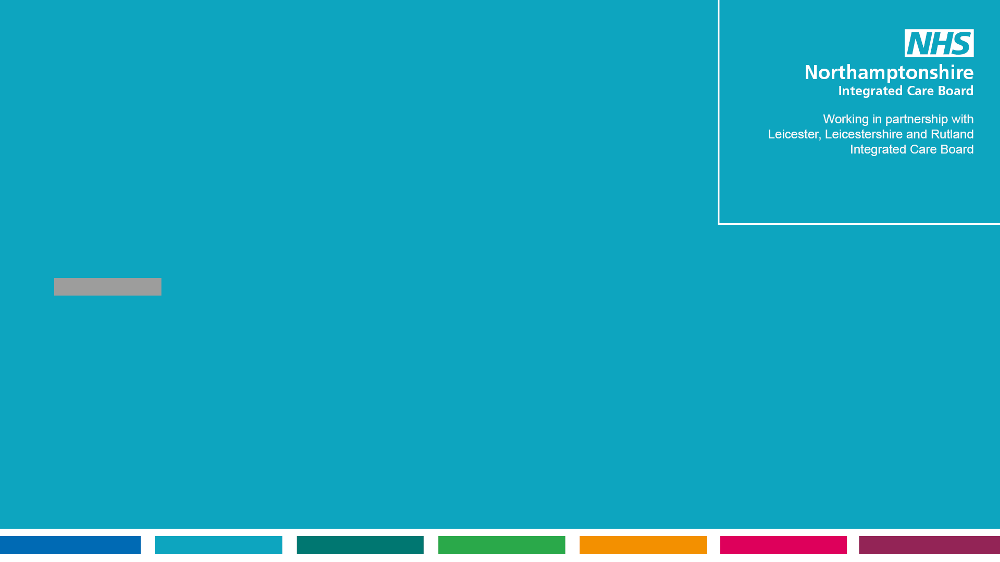 NHS
Northamptonshire
Integrated Care Board
Working in partnership with
Leicester, Leicestershire and Rutland
Integrated Care Board